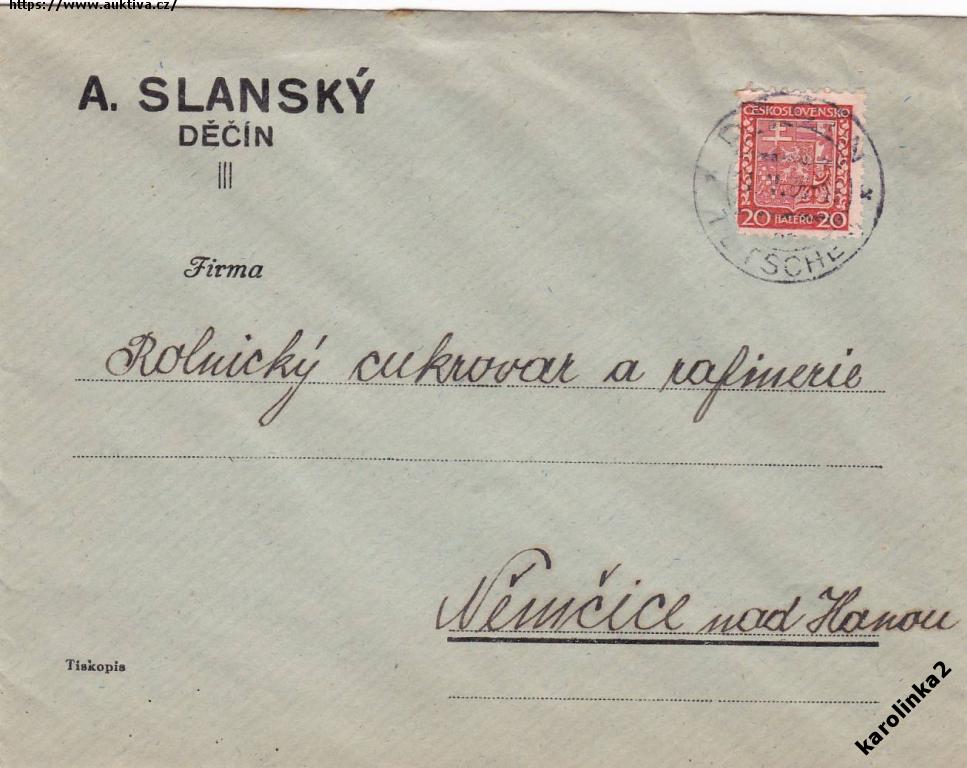 https://www.auktiva.cz/
A. SLANSKÝ
DĚČÍN
ČESKOSLOVENSKO
20 HALÉŘŮ 20
Firma
Rolnický cukrovar a rafinerie
Němčice nad Hanou
Tiskopis
karolinka2